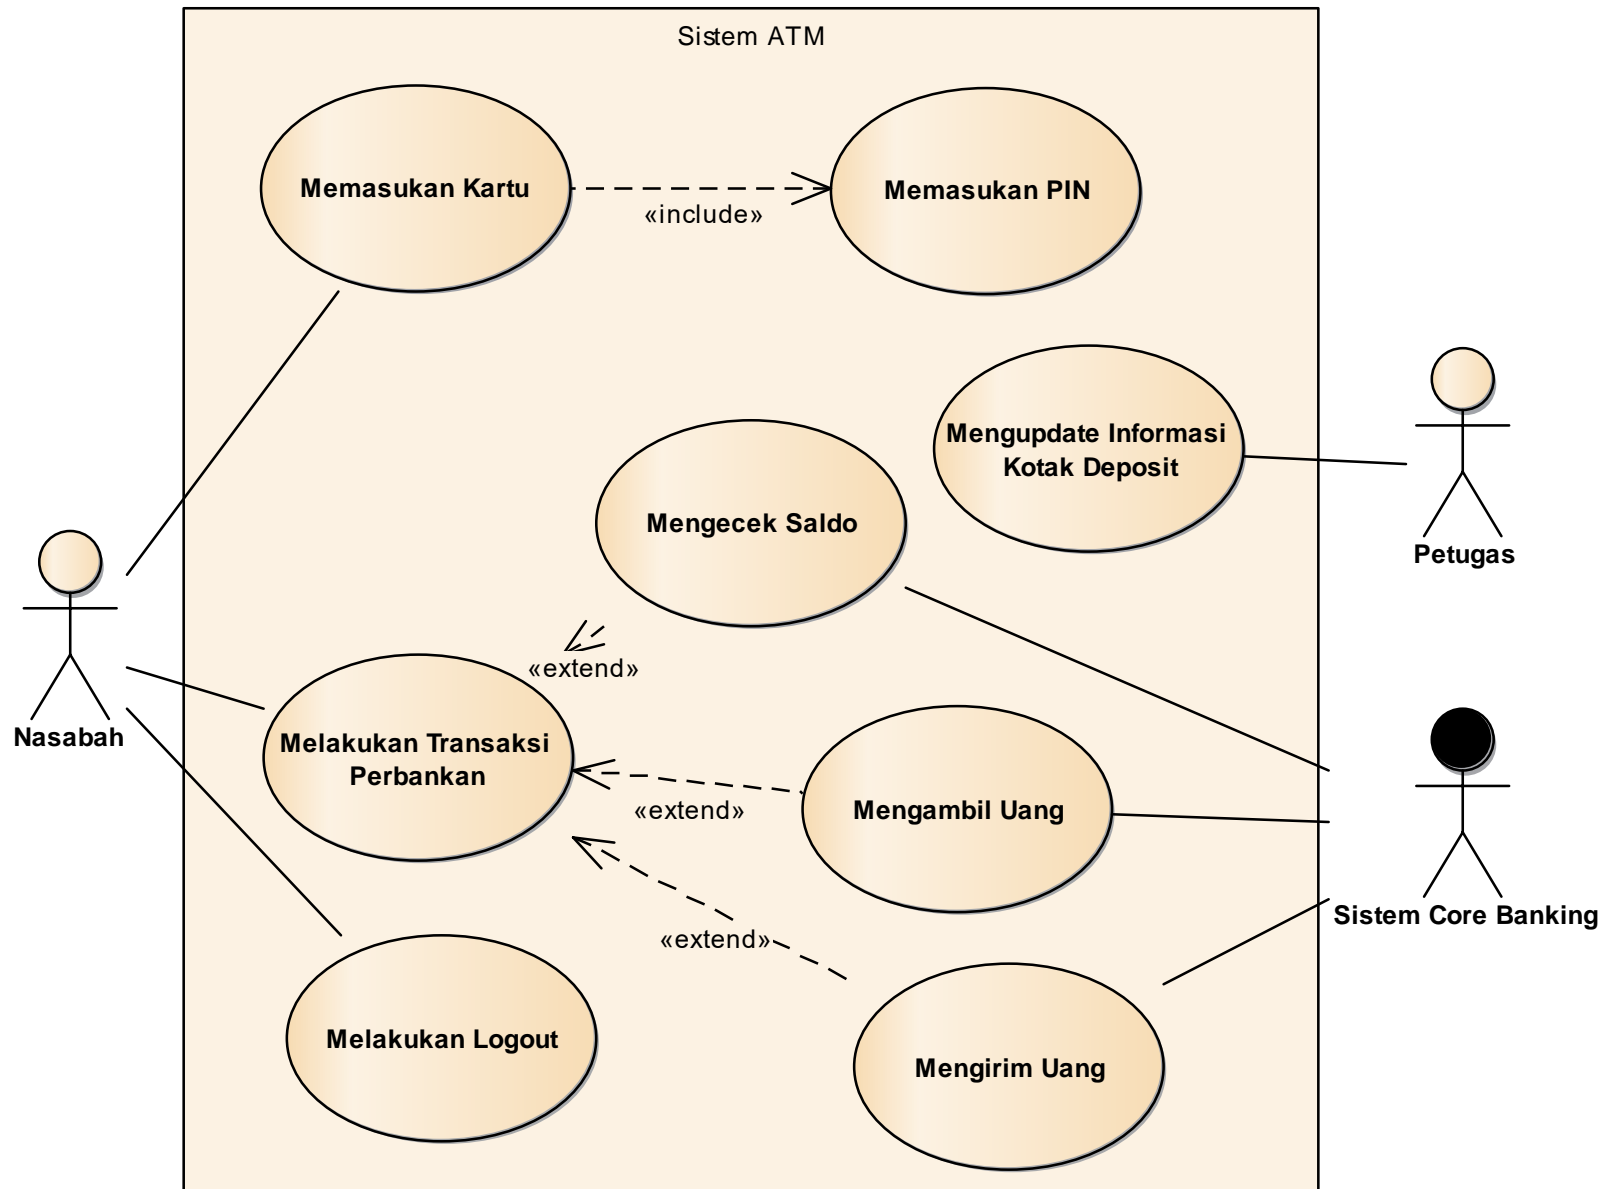 Sistem ATM
Memasukan Kartu
«include»
Memasukan PIN
Mengupdate Informasi
Kotak Deposit
Petugas
Mengecek Saldo
«extend»
Nasabah
Melakukan Transaksi
Perbankan
«extend»
Mengambil Uang
Sistem Core Banking
«extend»
Melakukan Logout
Mengirim Uang